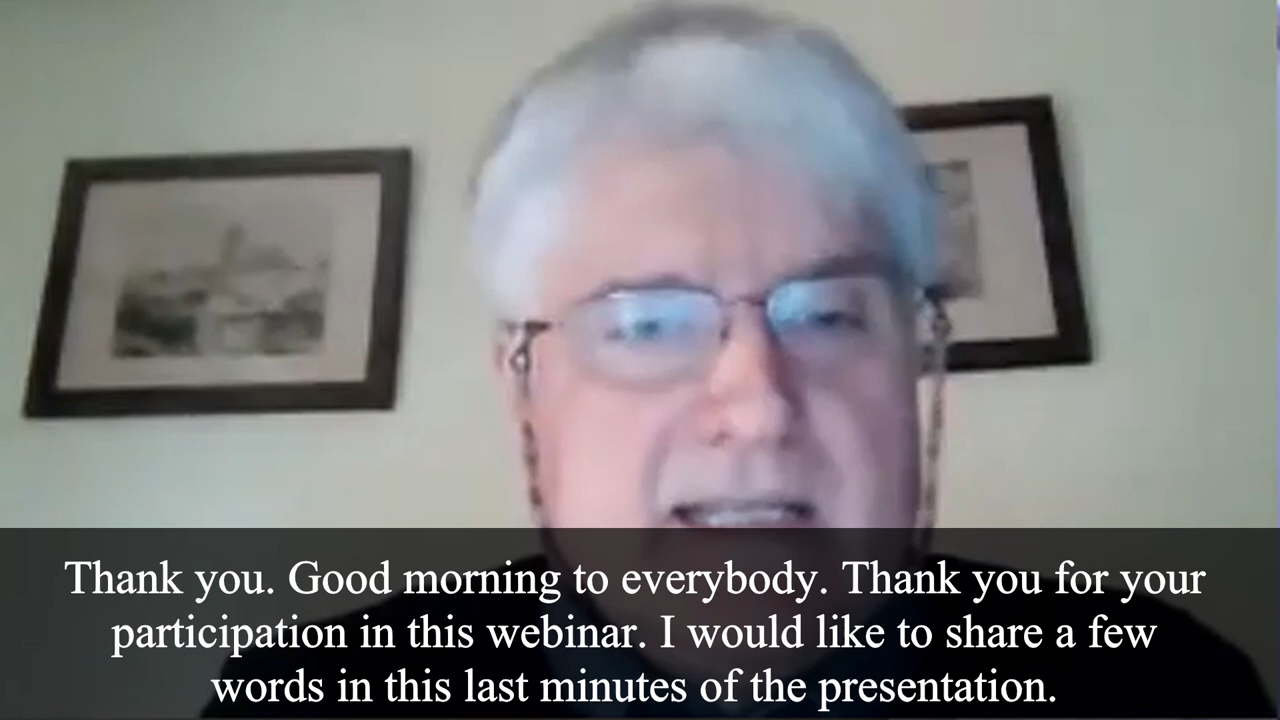 Thank you. Good morning to everybody. Thank you for your
participation in this webinar. I would like to share a few
words in this last minutes of the presentation.